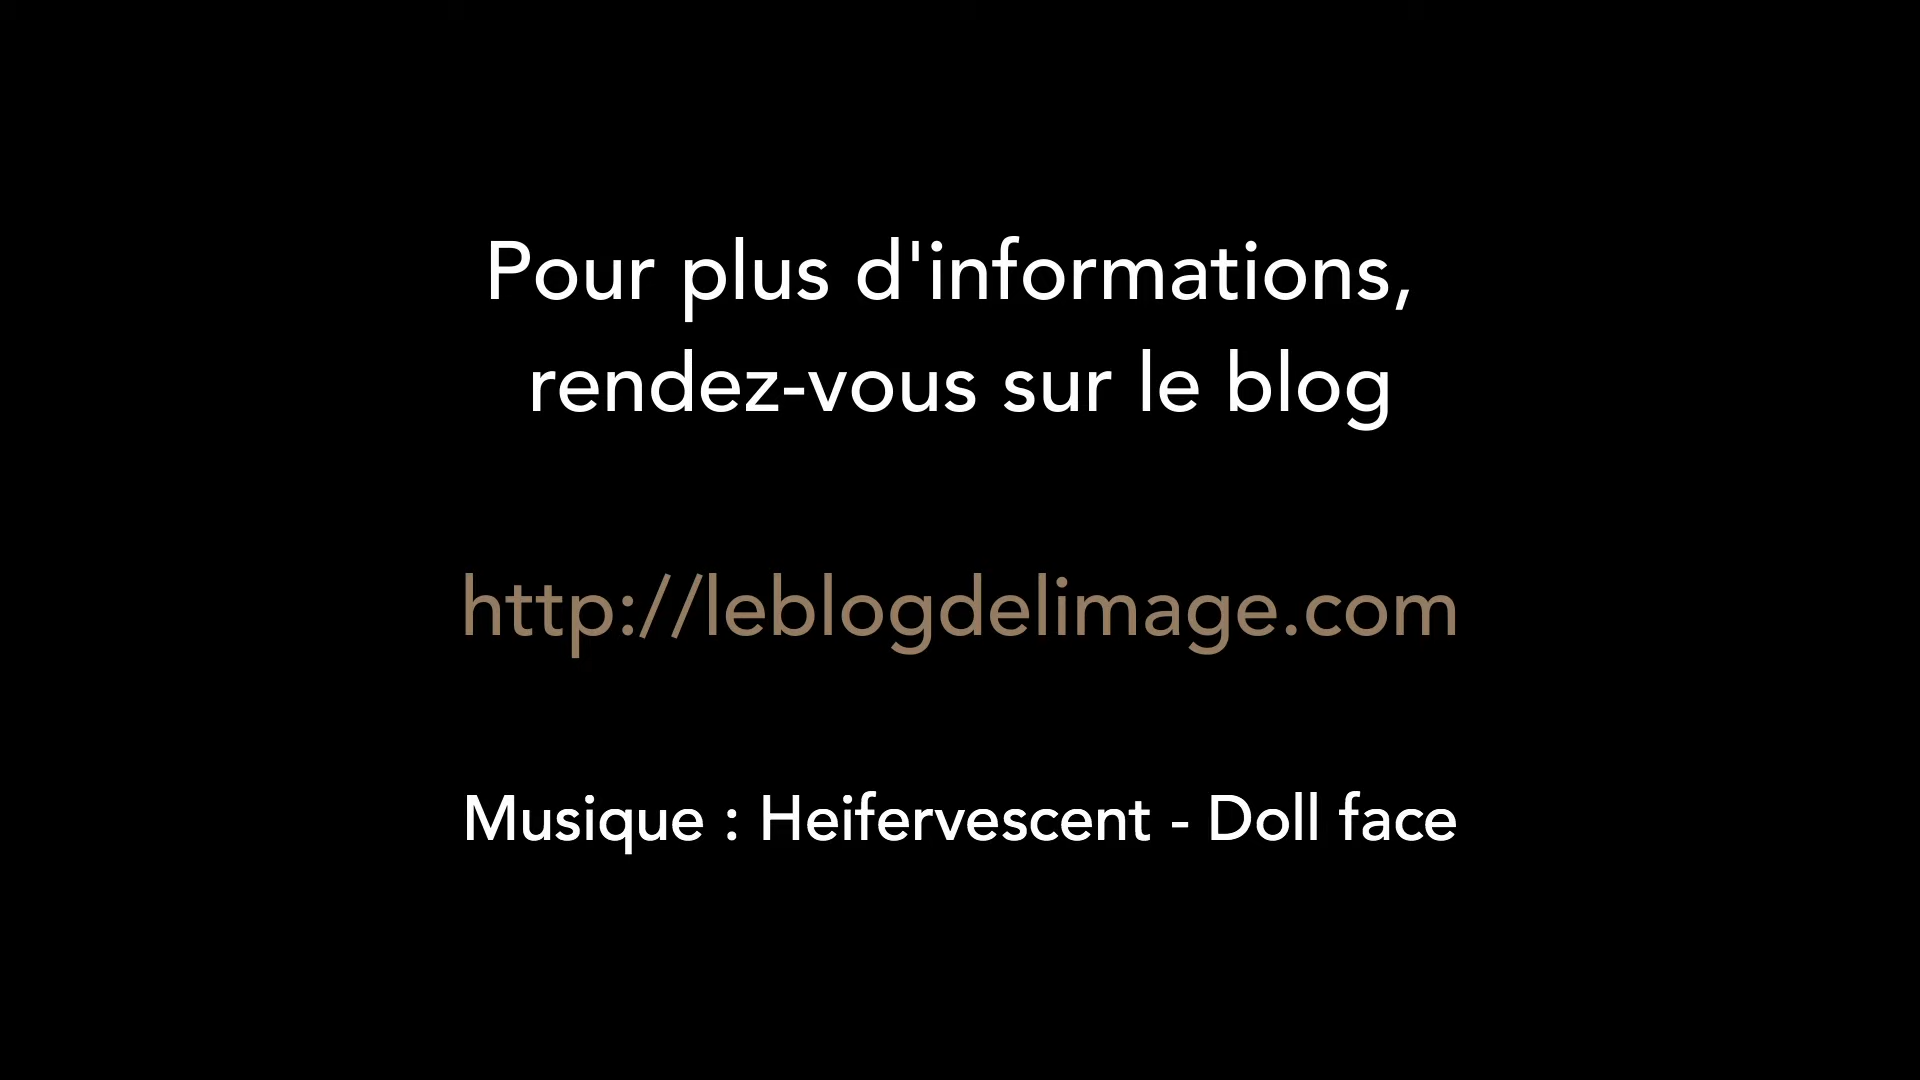 Pour plus d'informations,
rendez-vous sur le blog
http://leblogdelimage.com
Musique : Heifervescent - Doll face